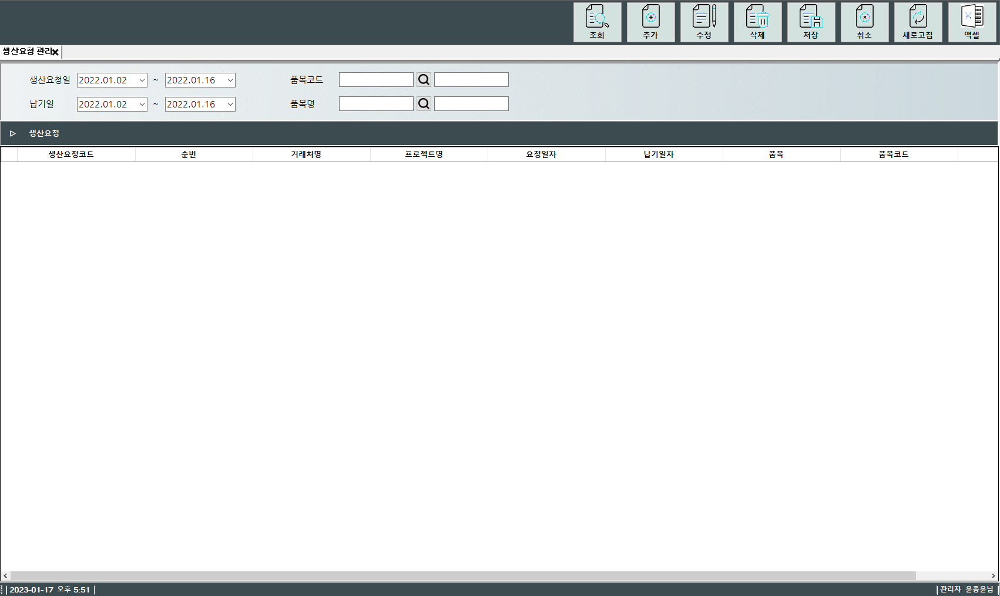 조회 추가 수정 삭제 저장 취소 새로고침 액셀
생산요청 관리
생산요청일 2022.01.02 ~ 2022.01.16 품목코드
납기일 2022.01.02 ~ 2022.01.16 품목명
생산요청
생산요청코드 순번 거래처명 프로젝트명 요청일자 납기일자 품목 품목코드
2023-01-17 오후 5:51 관리자 윤종윤님